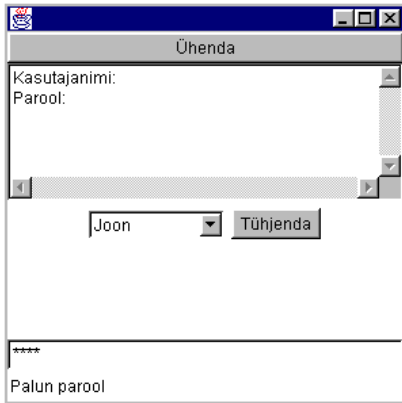 Ühenda
Kasutajanimi:
Parool:
Joon
Tühjenda
****
Palun parool